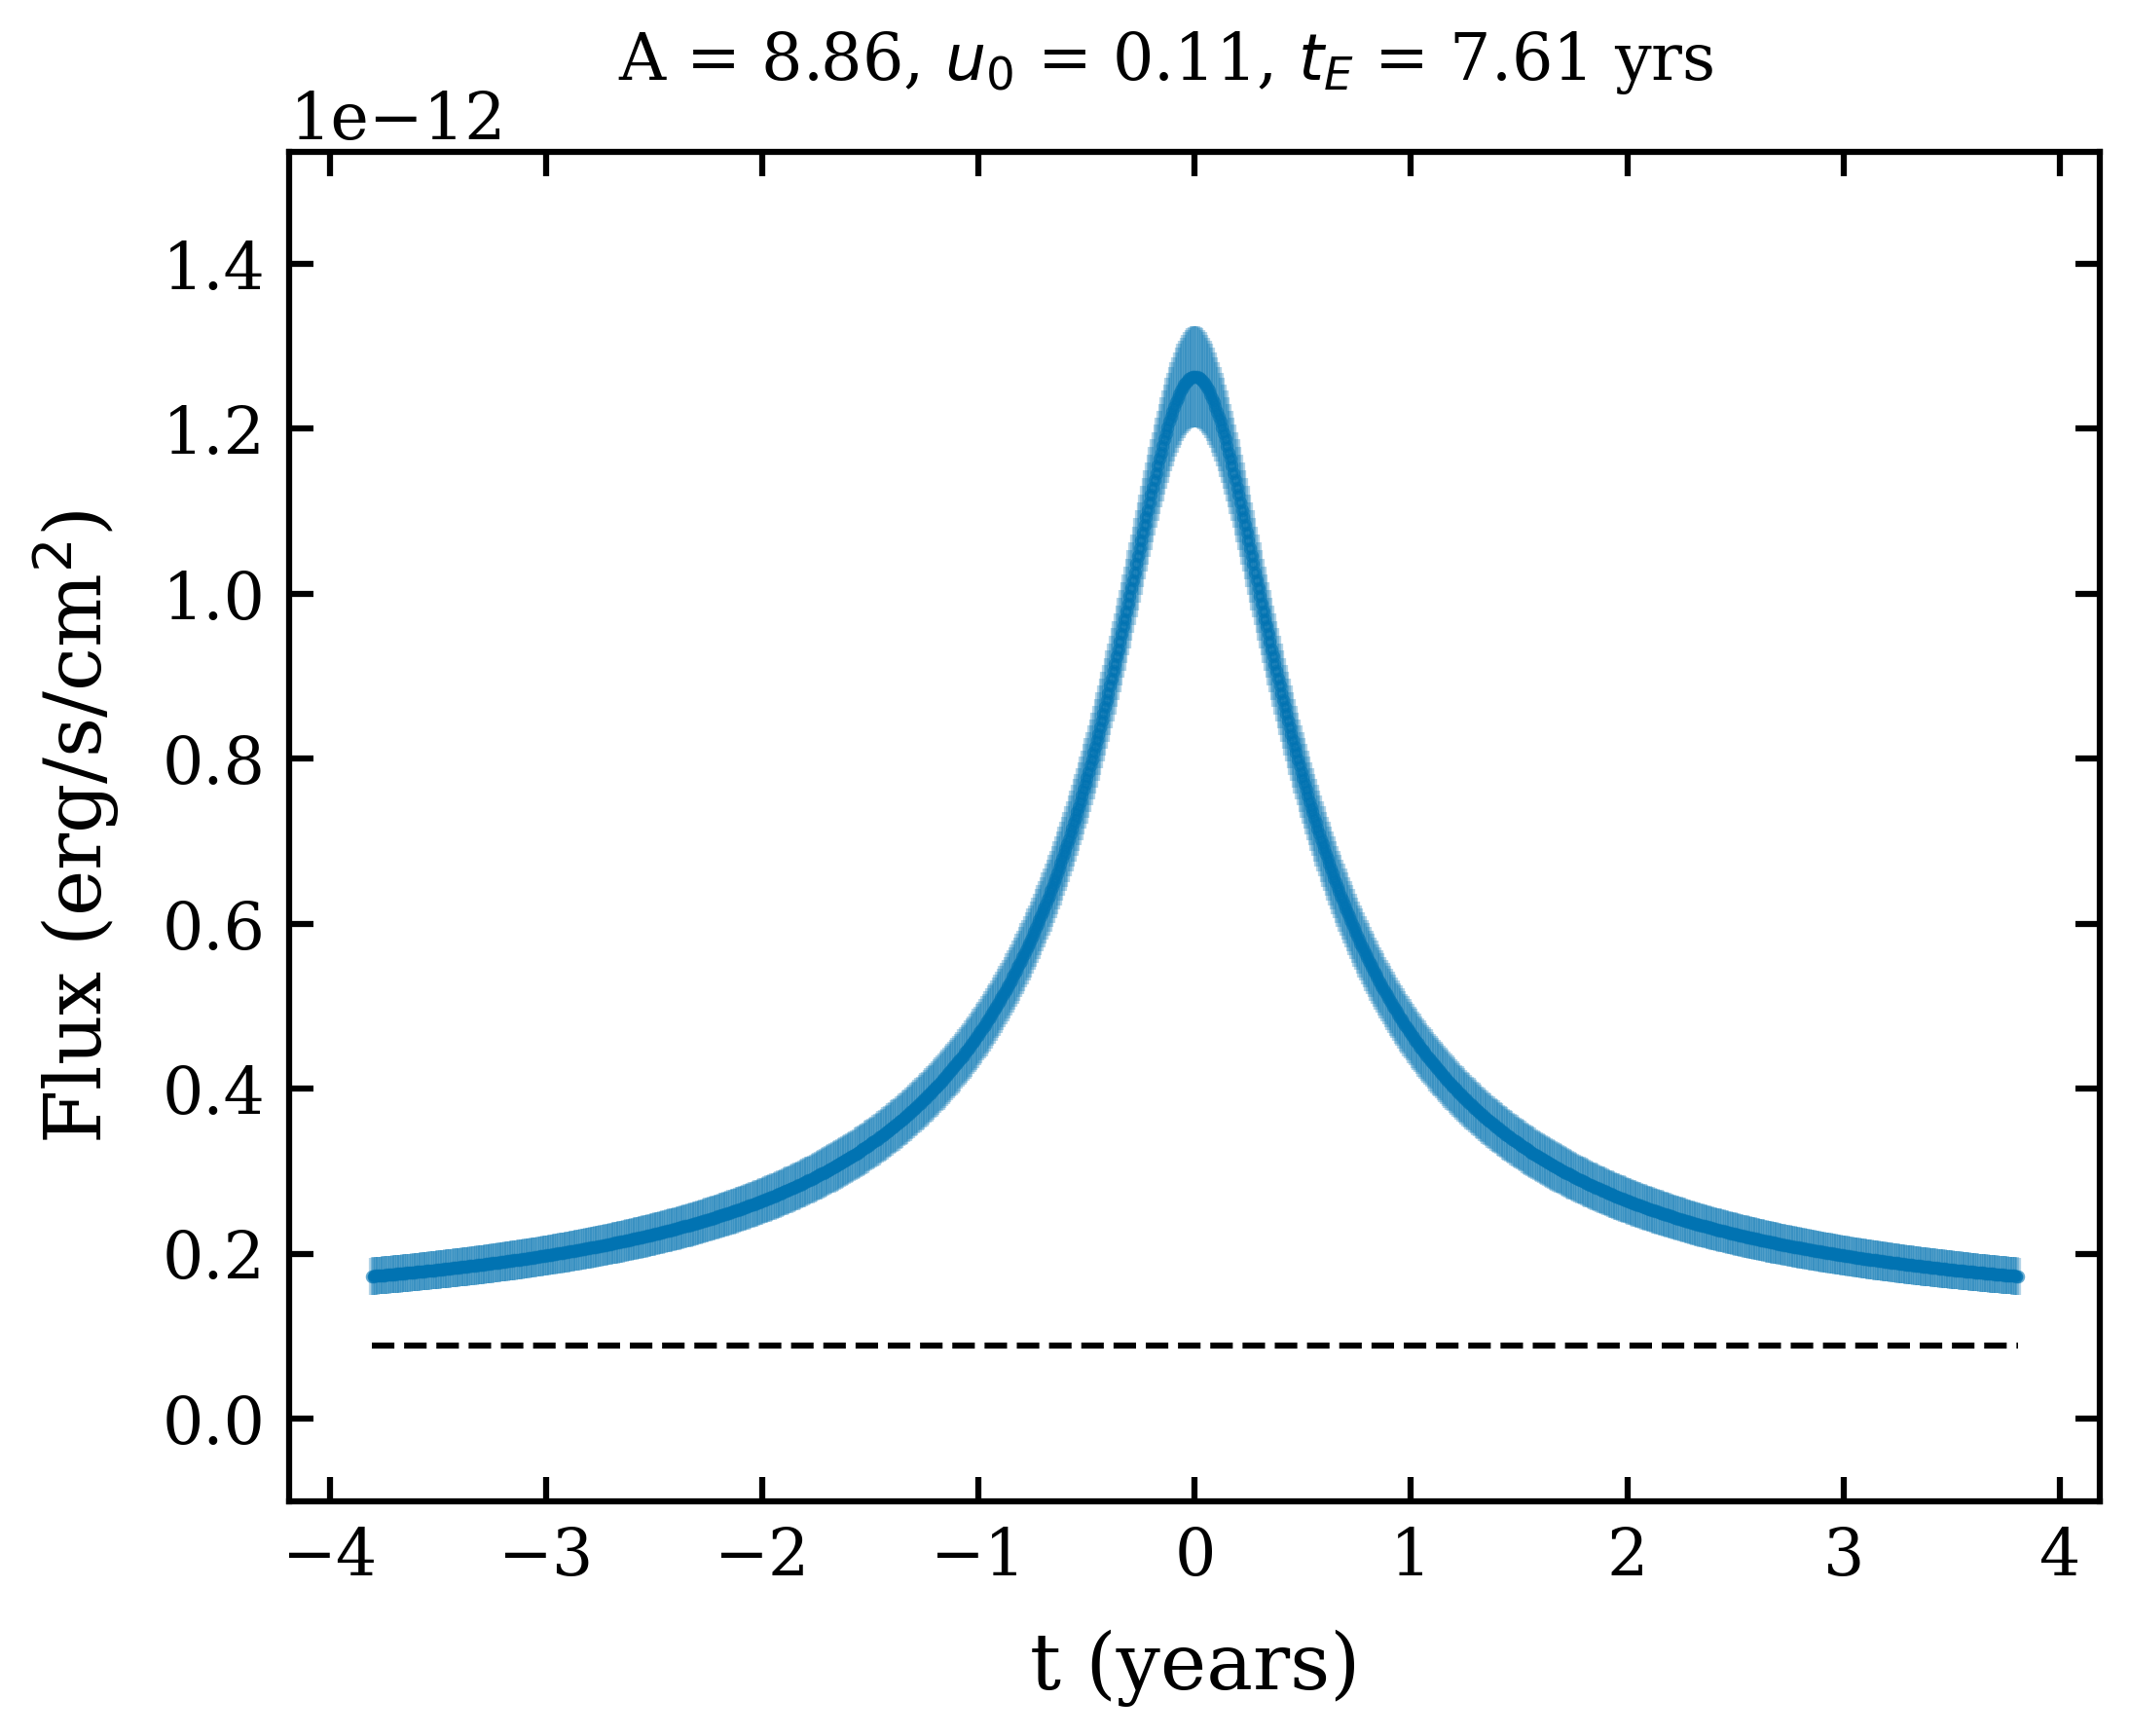 A = 8.86, u₀ = 0.11, t_E = 7.61 yrs
1e−12
1.4
1.2
1.0
0.8
0.6
0.4
0.2
0.0
Flux (erg/s/cm²)
−4 −3 −2 −1 0 1 2 3 4
t (years)